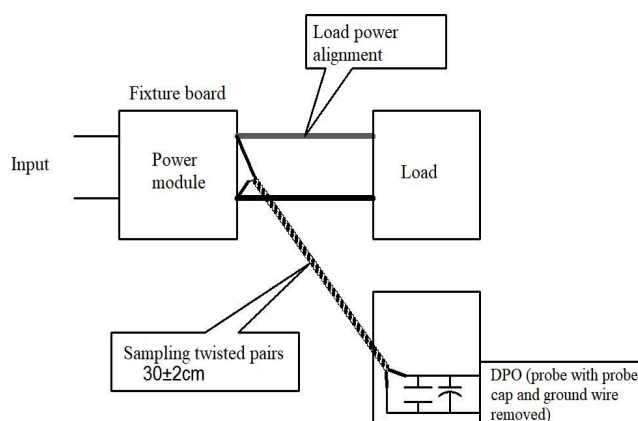 Load power
alignment
Fixture board
Input
Power
module
Load
Sampling twisted pairs
30±2cm
DPO (probe with probe
cap and ground wire
removed)